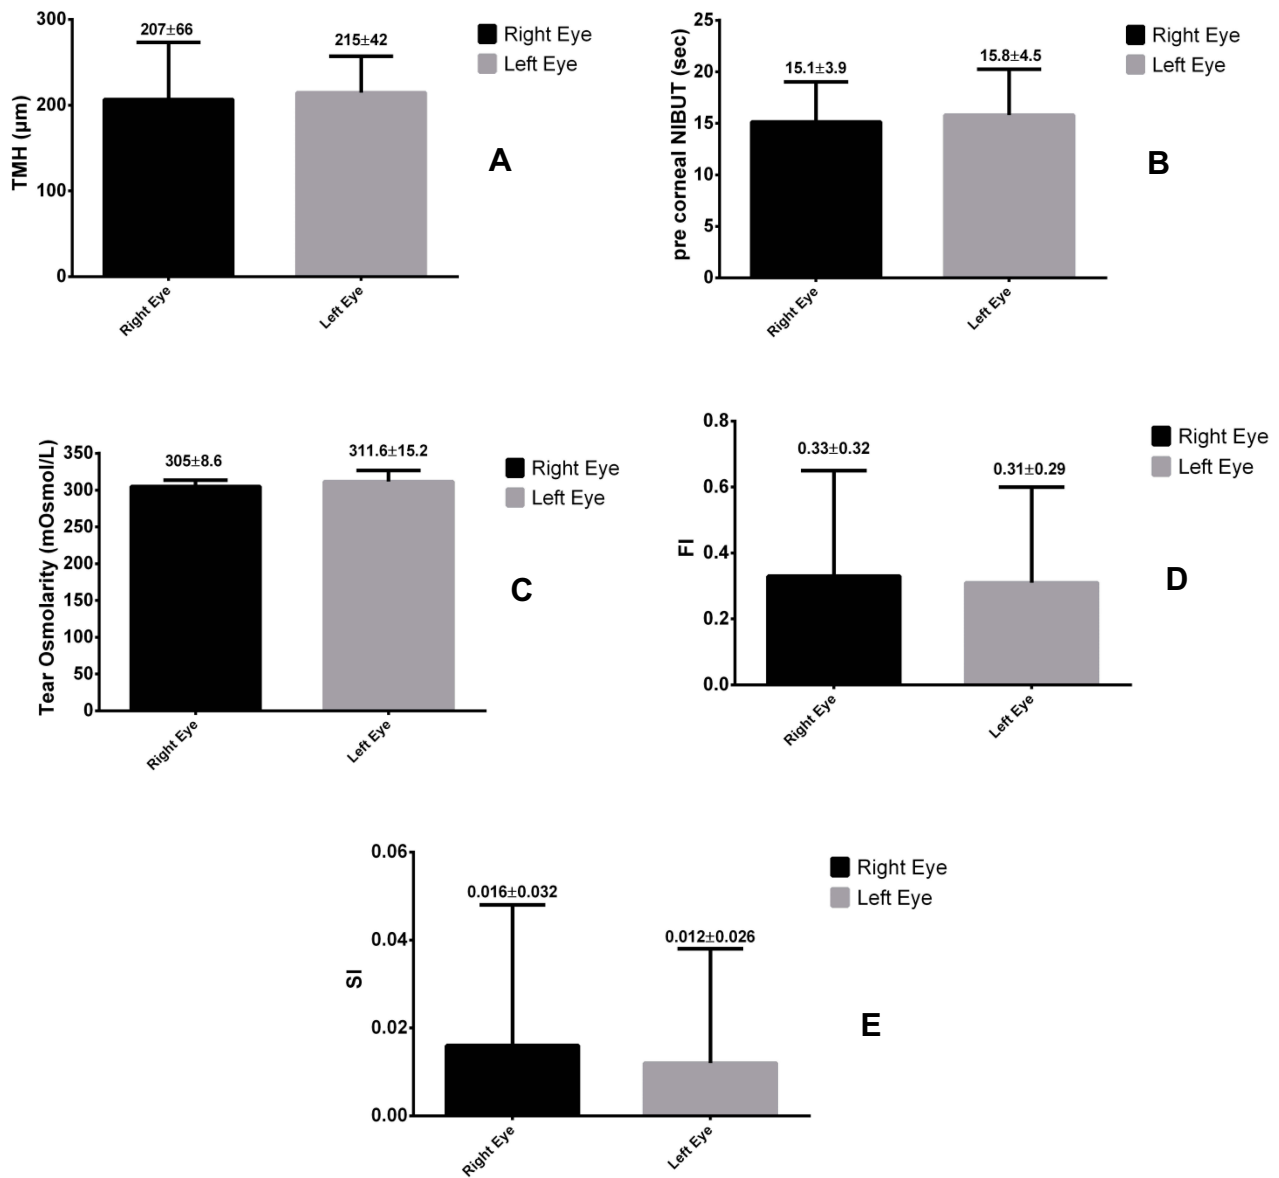 TMH (µm)
300
200
100
0
207±66
215±42
Right Eye
Left Eye
Right Eye
Left Eye
A
pre corneal NIBUT (sec)
25
20
15
10
5
0
15.1±3.9
15.8±4.5
Right Eye
Left Eye
Right Eye
Left Eye
B
Tear Osmolarity (mOsmol/L)
350
300
250
200
150
100
50
0
305±8.6
311.6±15.2
Right Eye
Left Eye
Right Eye
Left Eye
C
FI
0.8
0.6
0.4
0.2
0.0
0.33±0.32
0.31±0.29
Right Eye
Left Eye
Right Eye
Left Eye
D
SI
0.06
0.04
0.02
0.00
0.016±0.032
0.012±0.026
Right Eye
Left Eye
Right Eye
Left Eye
E